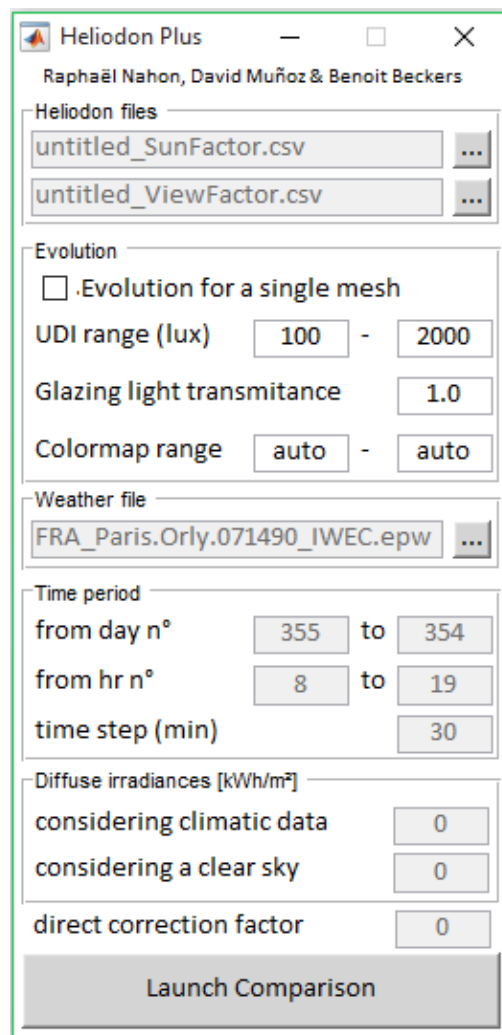 Heliodon Plus
Raphaël Nahon, David Muñoz & Benoit Beckers
Heliodon files
untitled_SunFactor.csv ...
untitled_ViewFactor.csv ...
Evolution
.Evolution for a single mesh
UDI range (lux) 100 - 2000
Glazing light transmitance 1.0
Colormap range auto - auto
Weather file
FRA_Paris.Orly.071490_IWEC.epw ...
Time period
from day n° 355 to 354
from hr n° 8 to 19
time step (min) 30
Diffuse irradiances [kWh/m²]
considering climatic data 0
considering a clear sky 0
direct correction factor 0
Launch Comparison